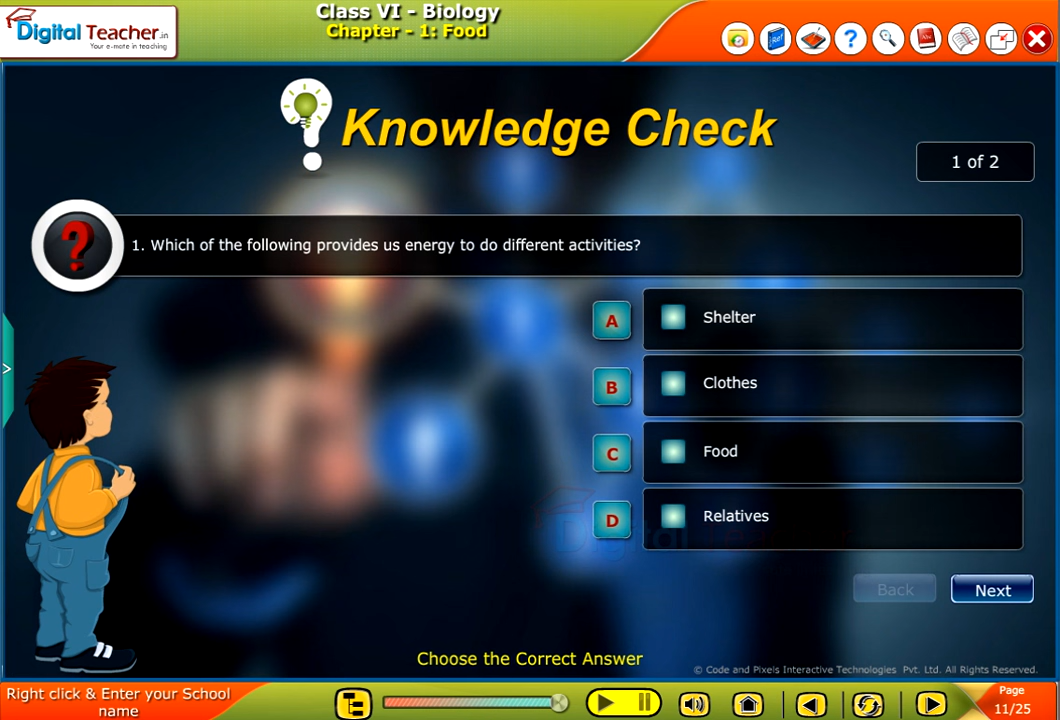 Digital Teacher.in
Your e-mate in teaching
Class VI - Biology
Chapter - 1: Food
Ref
?
Abc
Knowledge Check
1 of 2
?
1. Which of the following provides us energy to do different activities?
A Shelter
B Clothes
C Food
D Relatives
Digital
>
Back Next
Choose the Correct Answer
© Code and Pixels Interactive Technologies Pvt. Ltd. All Rights Reserved.
Right click & Enter your School
name
Page
11/25